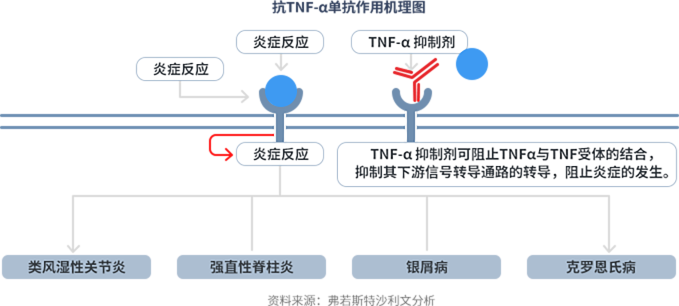 抗TNF-α单抗作用机理图
炎症反应
TNF-α 抑制剂
炎症反应
炎症反应
TNF-α 抑制剂可阻止TNFα与TNF受体的结合，
抑制其下游信号转导通路的转导，阻止炎症的发生。
类风湿性关节炎
强直性脊柱炎
银屑病
克罗恩氏病
资料来源：弗若斯特沙利文分析